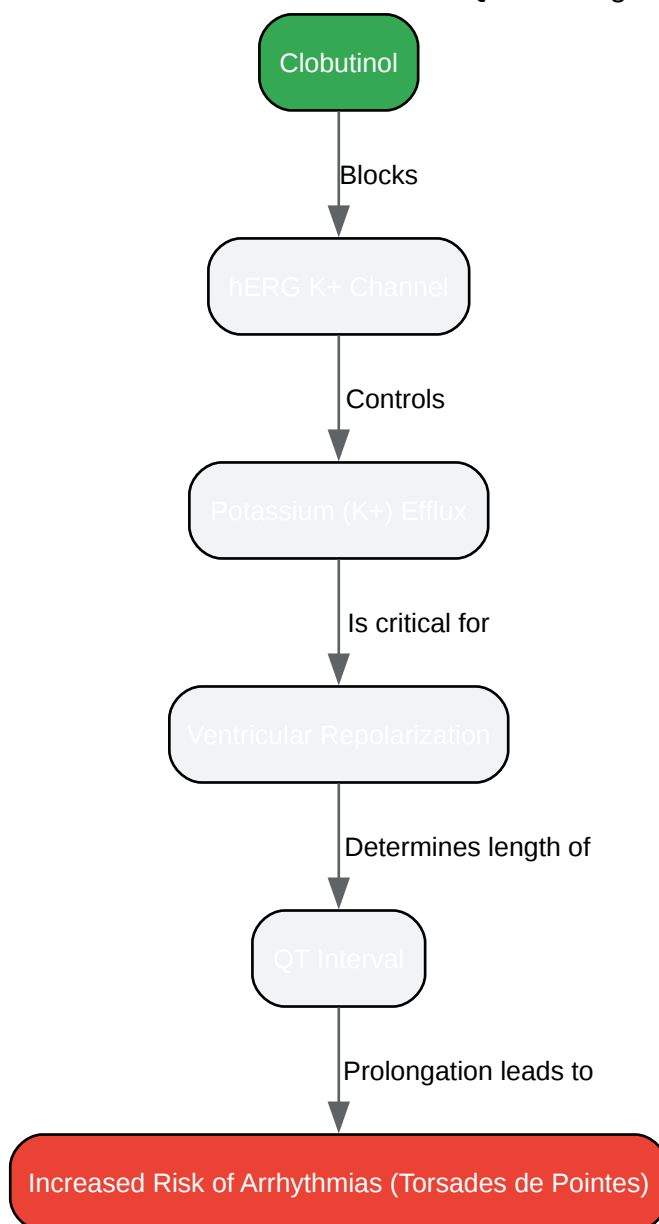 Clobutinol
Blocks
hERG K+ Channel
Controls
Potassium (K+) Efflux
Is critical for
Ventricular Repolarization
Determines length of
QT Interval
Prolongation leads to
Increased Risk of Arrhythmias (Torsades de Pointes)